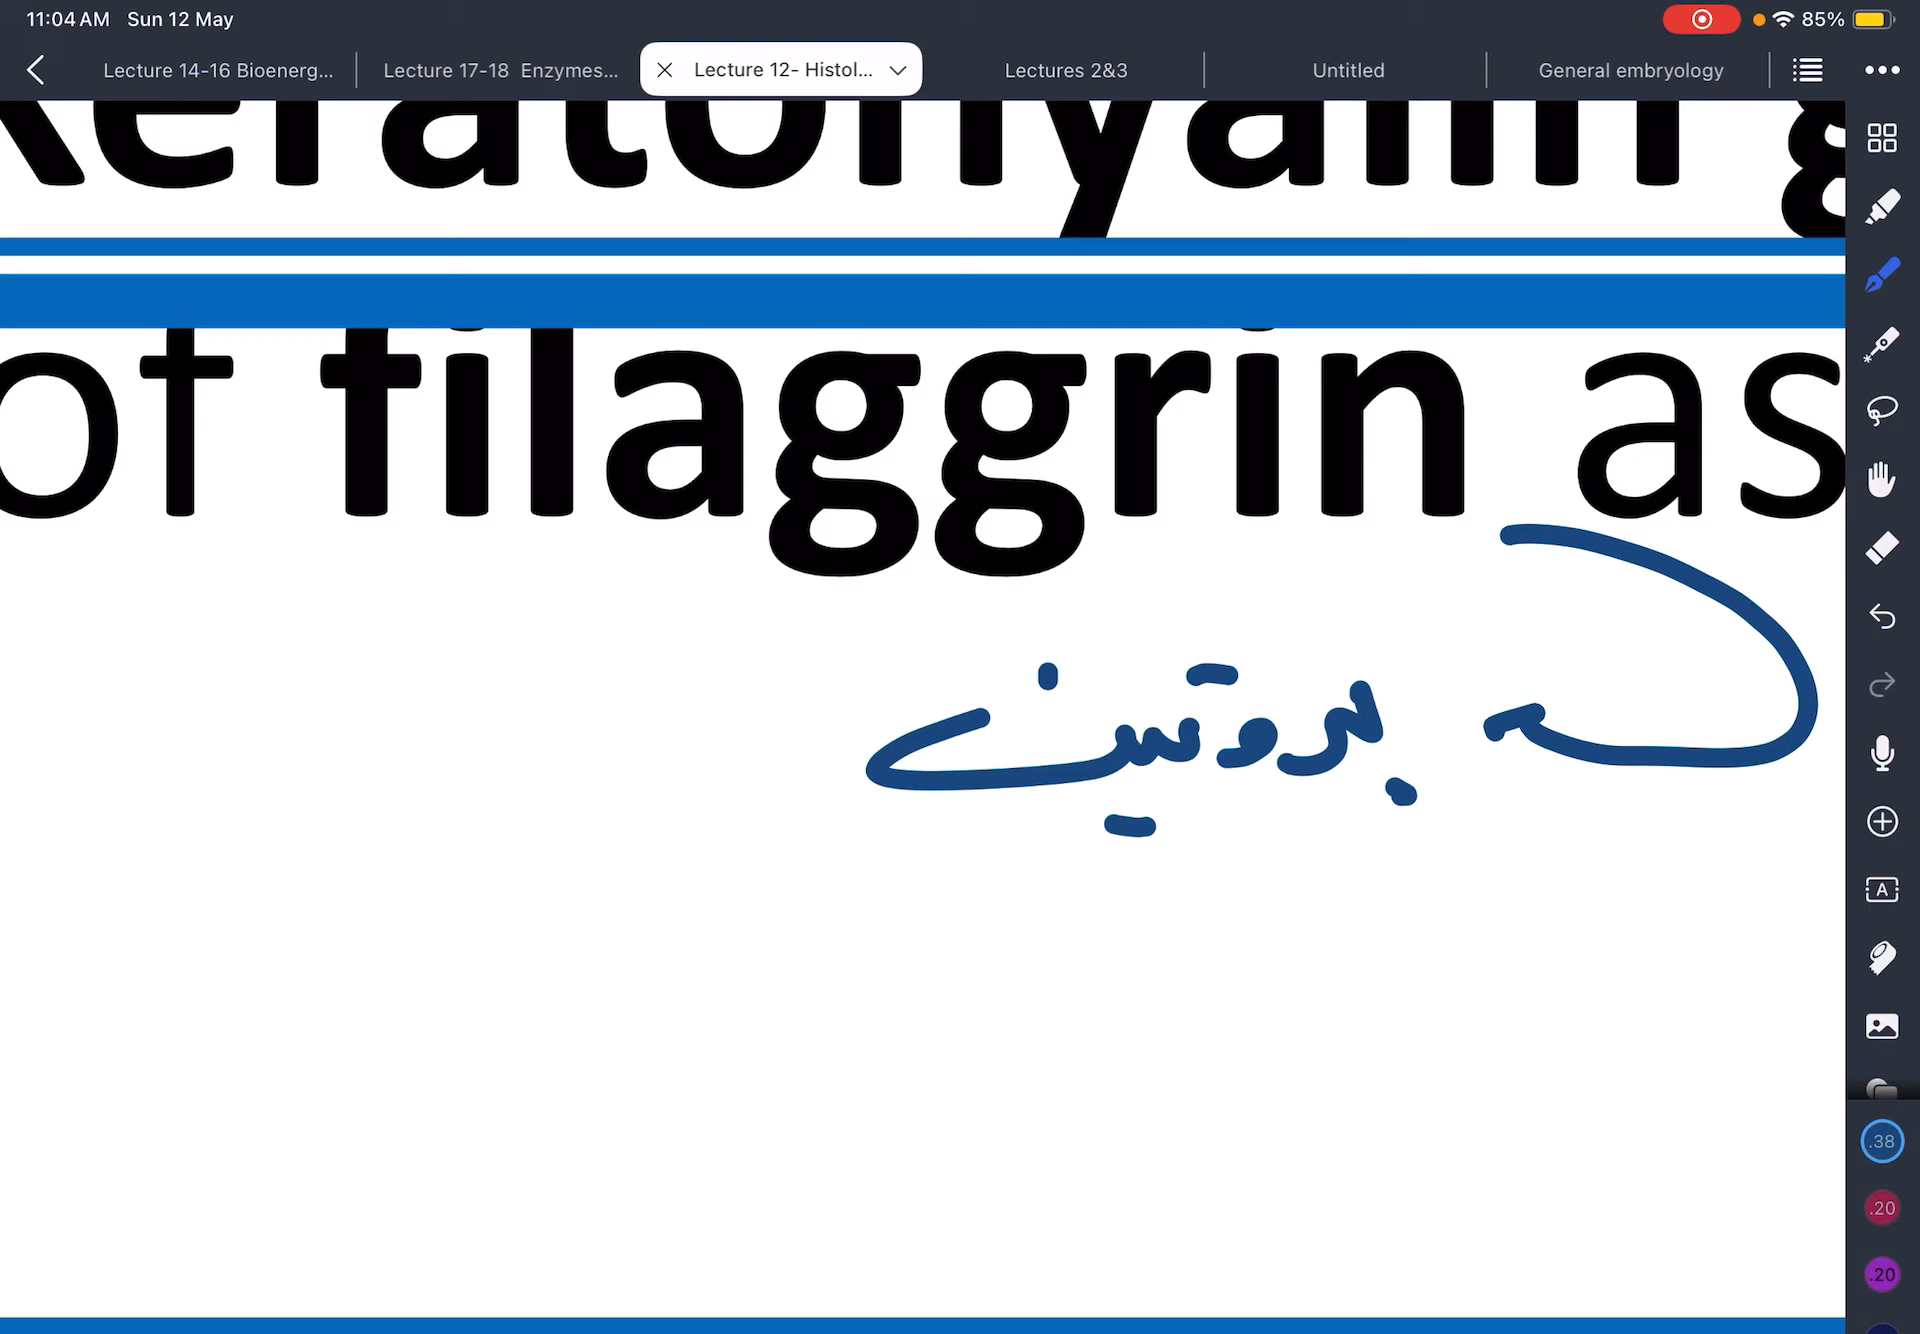 11:04 AM Sun 12 May 85%
Lecture 14-16 Bioenerg... Lecture 17-18 Enzymes... Lecture 12- Histol... Lectures 2&3 Untitled General embryology
Keratohyalin g
of filaggrin as
بروتين
A
.38
.20
.20